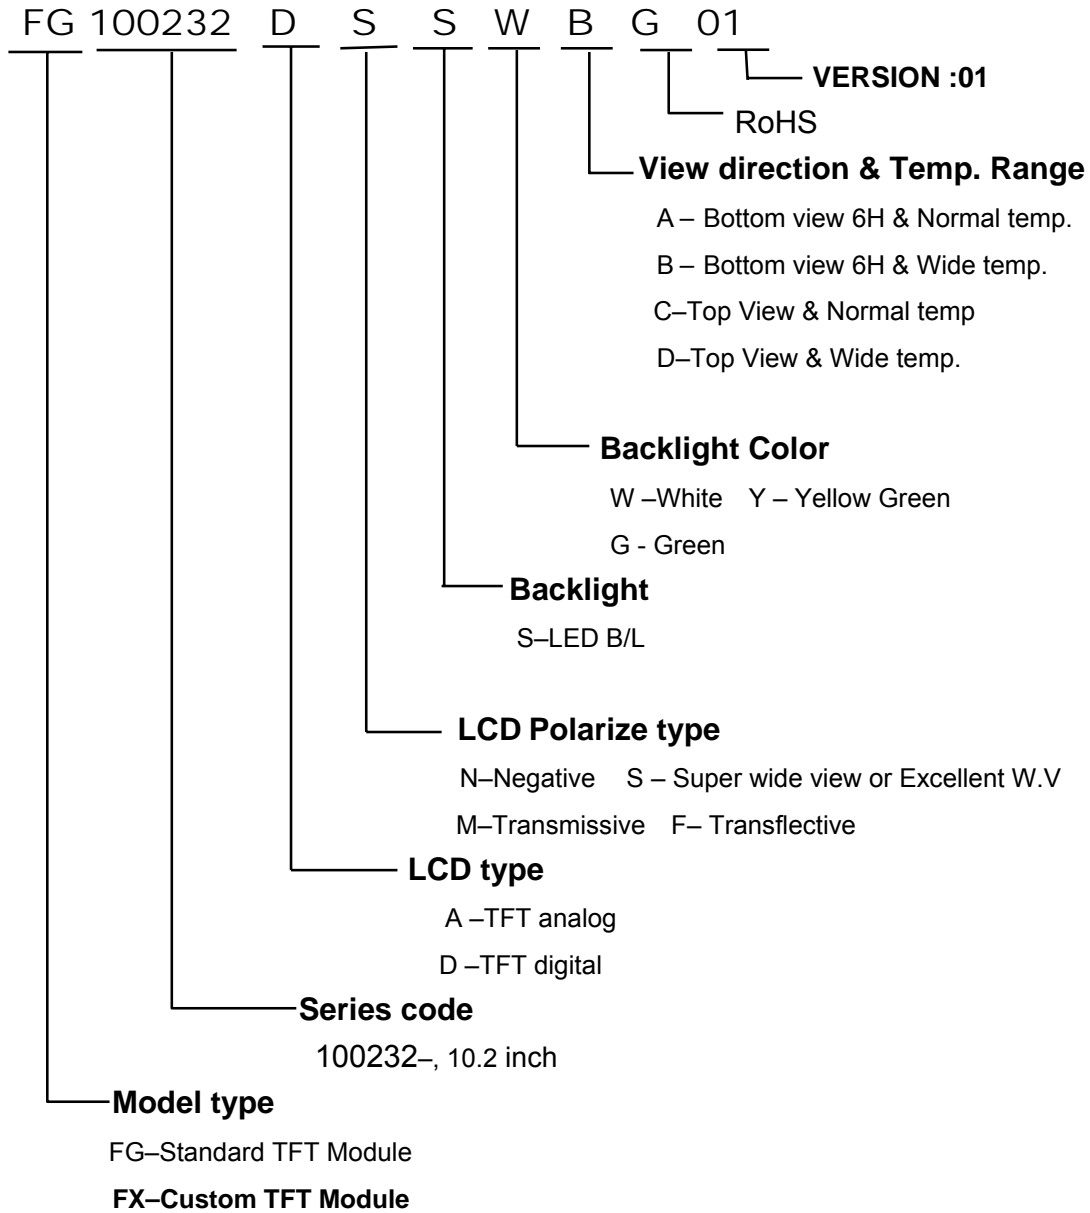 FG 100232 D S S W B G 01
VERSION :01
RoHS
View direction & Temp. Range
A – Bottom view 6H & Normal temp.
B – Bottom view 6H & Wide temp.
C–Top View & Normal temp
D–Top View & Wide temp.
Backlight Color
W –White Y – Yellow Green
G - Green
Backlight
S–LED B/L
LCD Polarize type
N–Negative S – Super wide view or Excellent W.V
M–Transmissive F– Transflective
LCD type
A –TFT analog
D –TFT digital
Series code
100232–, 10.2 inch
Model type
FG–Standard TFT Module
FX–Custom TFT Module